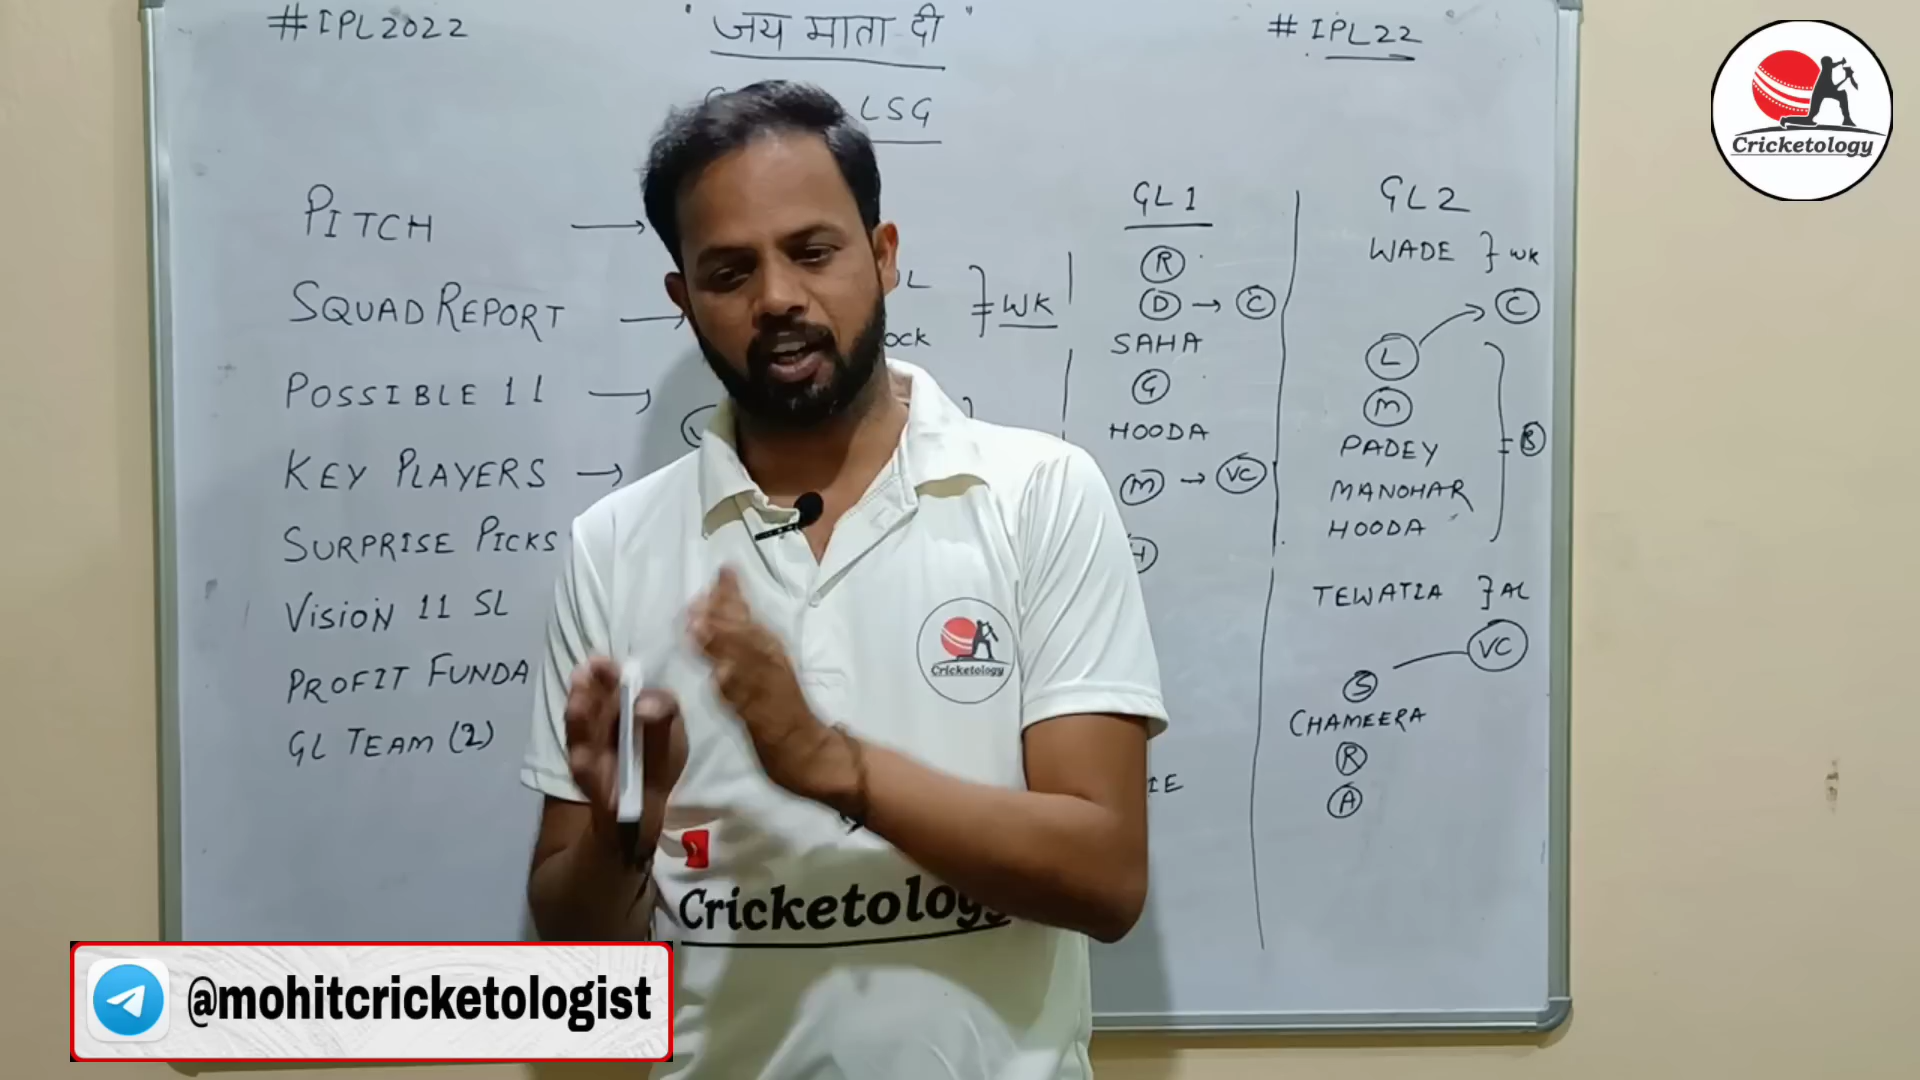 #IPL2022
"जय माता दी"
#IPL22
LSG
PITCH
SQUAD REPORT
POSSIBLE 11
KEY PLAYERS
SURPRISE PICKS
VISION 11 SL
PROFIT FUNDA
GL TEAM (2)
WK
GL1
R
D → C
SAHA
G
HOODA
M → VC
H
GL2
WADE } WK
C
L
M
PADEY
MANOHAR
HOODA
B
TEWATIA } AL
VC
S
CHAMEERA
R
A
Cricketology
Cricketology
Cricketology
@mohitcricketologist